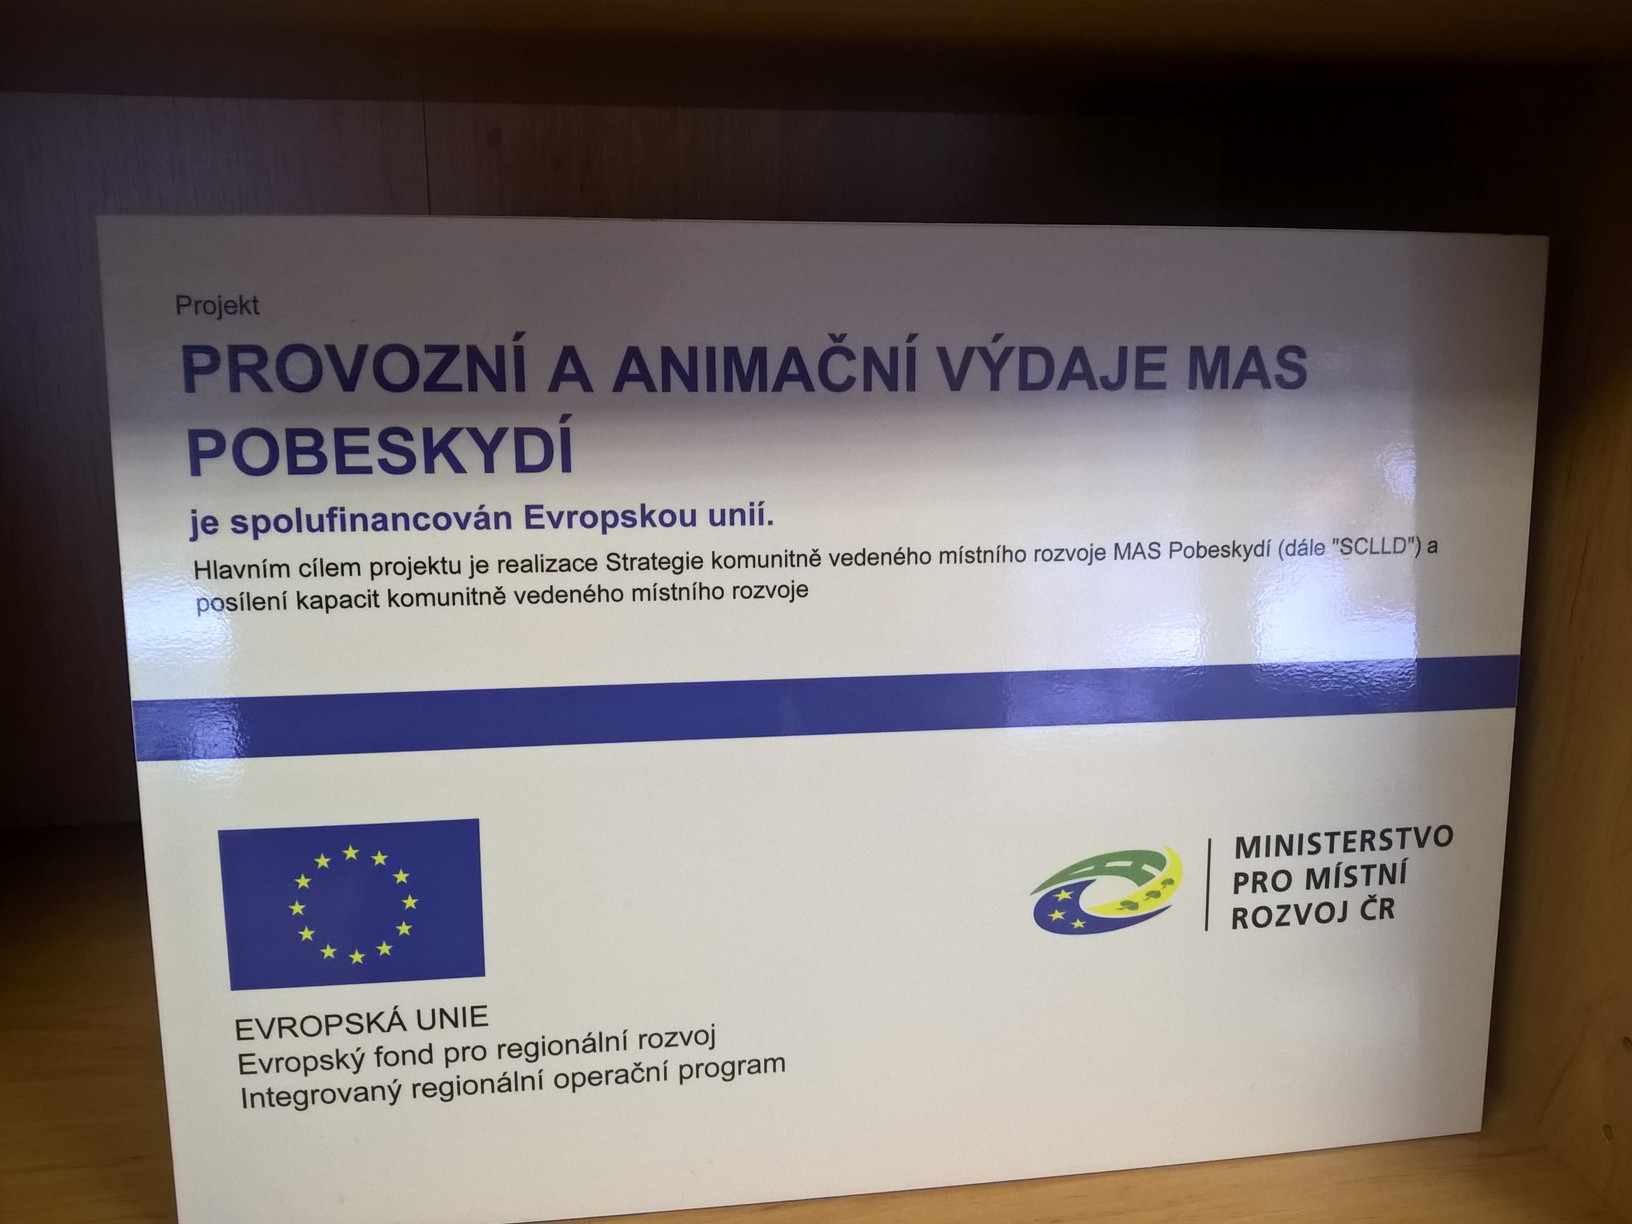 Projekt
PROVOZNÍ A ANIMAČNÍ VÝDAJE MAS
POBESKYDÍ
je spolufinancován Evropskou unií.
Hlavním cílem projektu je realizace Strategie komunitně vedeného místního rozvoje MAS Pobeskydí (dále "SCLLD") a
posílení kapacit komunitně vedeného místního rozvoje
MINISTERSTVO
PRO MÍSTNÍ
ROZVOJ ČR
EVROPSKÁ UNIE
Evropský fond pro regionální rozvoj
Integrovaný regionální operační program